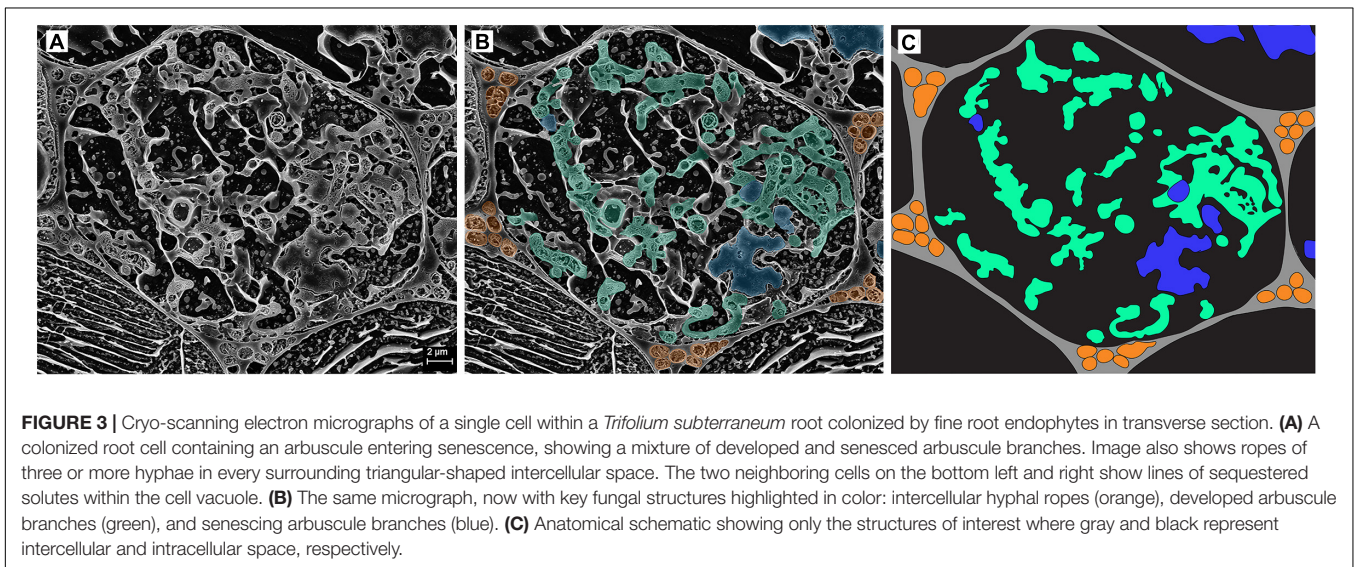 A
B
C
2 µm
FIGURE 3 | Cryo-scanning electron micrographs of a single cell within a Trifolium subterraneum root colonized by fine root endophytes in transverse section. (A) A
colonized root cell containing an arbuscule entering senescence, showing a mixture of developed and senesced arbuscule branches. Image also shows ropes of
three or more hyphae in every surrounding triangular-shaped intercellular space. The two neighboring cells on the bottom left and right show lines of sequestered
solutes within the cell vacuole. (B) The same micrograph, now with key fungal structures highlighted in color: intercellular hyphal ropes (orange), developed arbuscule
branches (green), and senescing arbuscule branches (blue). (C) Anatomical schematic showing only the structures of interest where gray and black represent
intercellular and intracellular space, respectively.